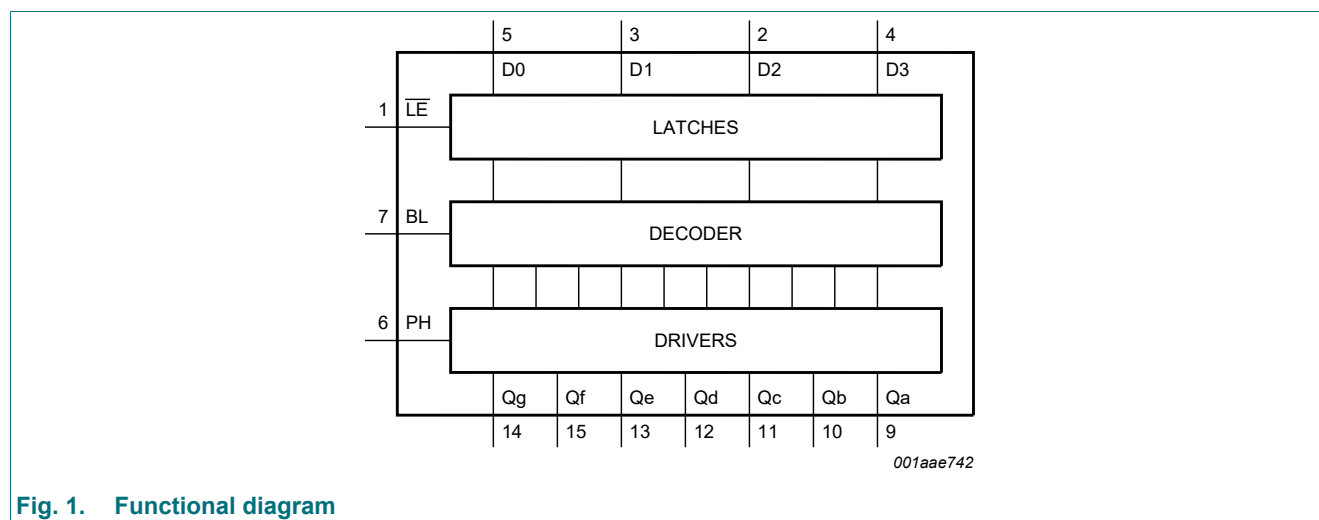 5 3 2 4
D0 D1 D2 D3
1 L̅E̅
LATCHES
7 BL
DECODER
6 PH
DRIVERS
Qg Qf Qe Qd Qc Qb Qa
14 15 13 12 11 10 9
001aae742
Fig. 1. Functional diagram